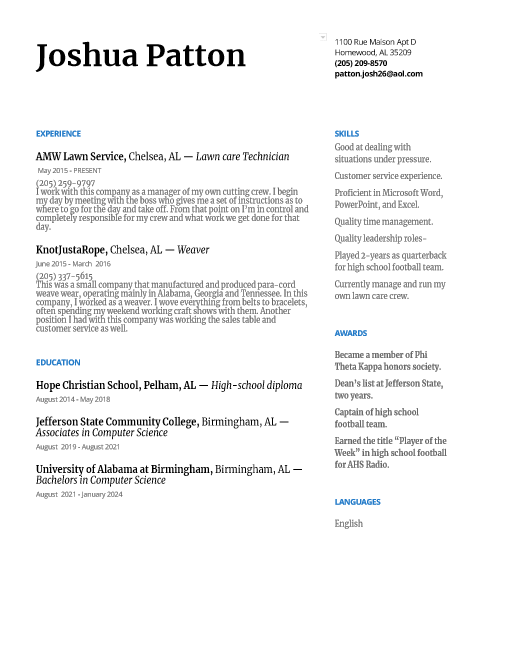 Joshua Patton
1100 Rue Maison Apt D
Homewood, AL 35209
(205) 209-8570
patton.josh26@aol.com
EXPERIENCE
AMW Lawn Service, Chelsea, AL — Lawn care Technician
May 2015 - PRESENT
(205) 259-9797
I work with this company as a manager of my own cutting crew. I begin
my day by meeting with the boss who gives me a set of instructions as to
where to go for the day and take off. From that point on I'm in control and
completely responsible for my crew and what work we get done for that
day.
KnotJustaRope, Chelsea, AL — Weaver
June 2015 - March 2016
(205) 337-5615
This was a small company that manufactured and produced para-cord
weave wear, operating mainly in Alabama, Georgia and Tennessee. In this
company, I worked as a weaver. I wove everything from belts to bracelets,
often spending my weekend working craft shows with them. Another
position I had with this company was working the sales table and
customer service as well.
EDUCATION
Hope Christian School, Pelham, AL — High-school diploma
August 2014 - May 2018
Jefferson State Community College, Birmingham, AL —
Associates in Computer Science
August 2019 - August 2021
University of Alabama at Birmingham, Birmingham, AL —
Bachelors in Computer Science
August 2021 - January 2024
SKILLS
Good at dealing with
situations under pressure.
Customer service experience.
Proficient in Microsoft Word,
PowerPoint, and Excel.
Quality time management.
Quality leadership roles-
Played 2-years as quarterback
for high school football team.
Currently manage and run my
own lawn care crew.
AWARDS
Became a member of Phi
Theta Kappa honors society.
Dean's list at Jefferson State,
two years.
Captain of high school
football team.
Earned the title “Player of the
Week” in high school football
for AHS Radio.
LANGUAGES
English